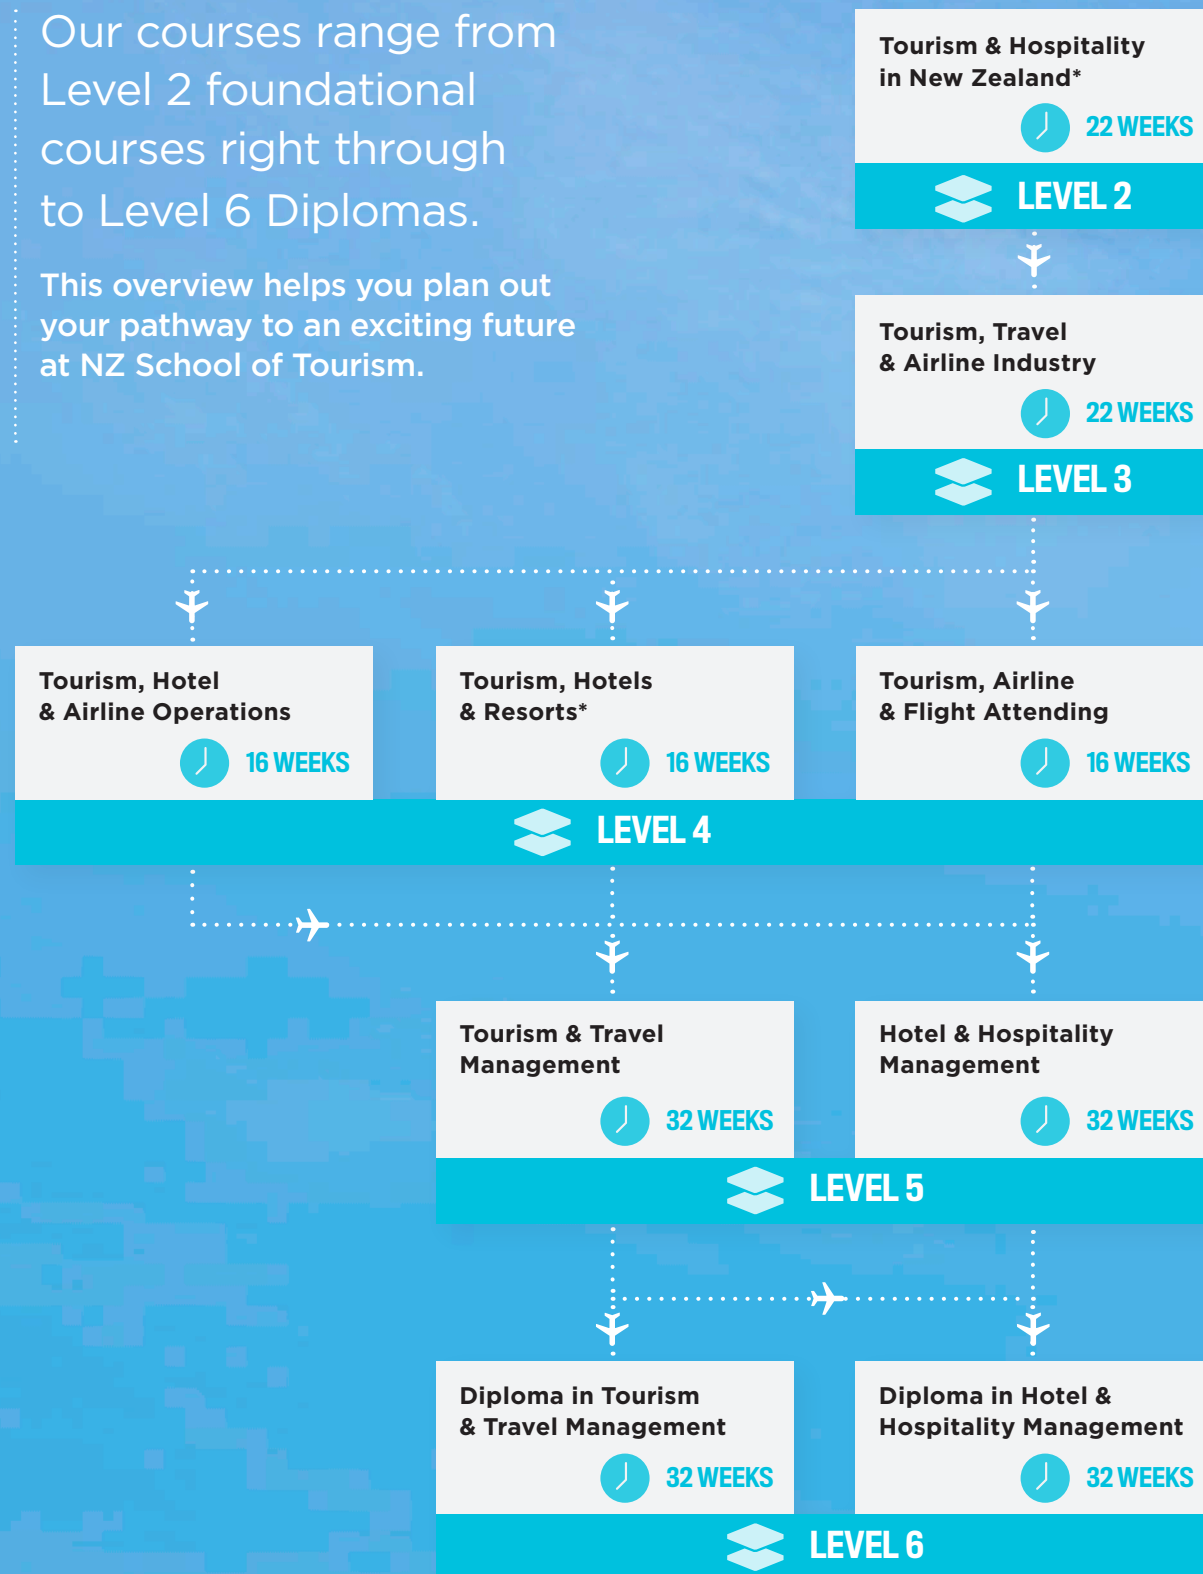 Our courses range from
Level 2 foundational
courses right through
to Level 6 Diplomas.
This overview helps you plan out
your pathway to an exciting future
at NZ School of Tourism.
Tourism & Hospitality
in New Zealand*
22 WEEKS
LEVEL 2
Tourism, Travel
& Airline Industry
22 WEEKS
LEVEL 3
Tourism, Hotel
& Airline Operations
16 WEEKS
Tourism, Hotels
& Resorts*
16 WEEKS
Tourism, Airline
& Flight Attending
16 WEEKS
LEVEL 4
Tourism & Travel
Management
32 WEEKS
Hotel & Hospitality
Management
32 WEEKS
LEVEL 5
Diploma in Tourism
& Travel Management
32 WEEKS
Diploma in Hotel &
Hospitality Management
32 WEEKS
LEVEL 6